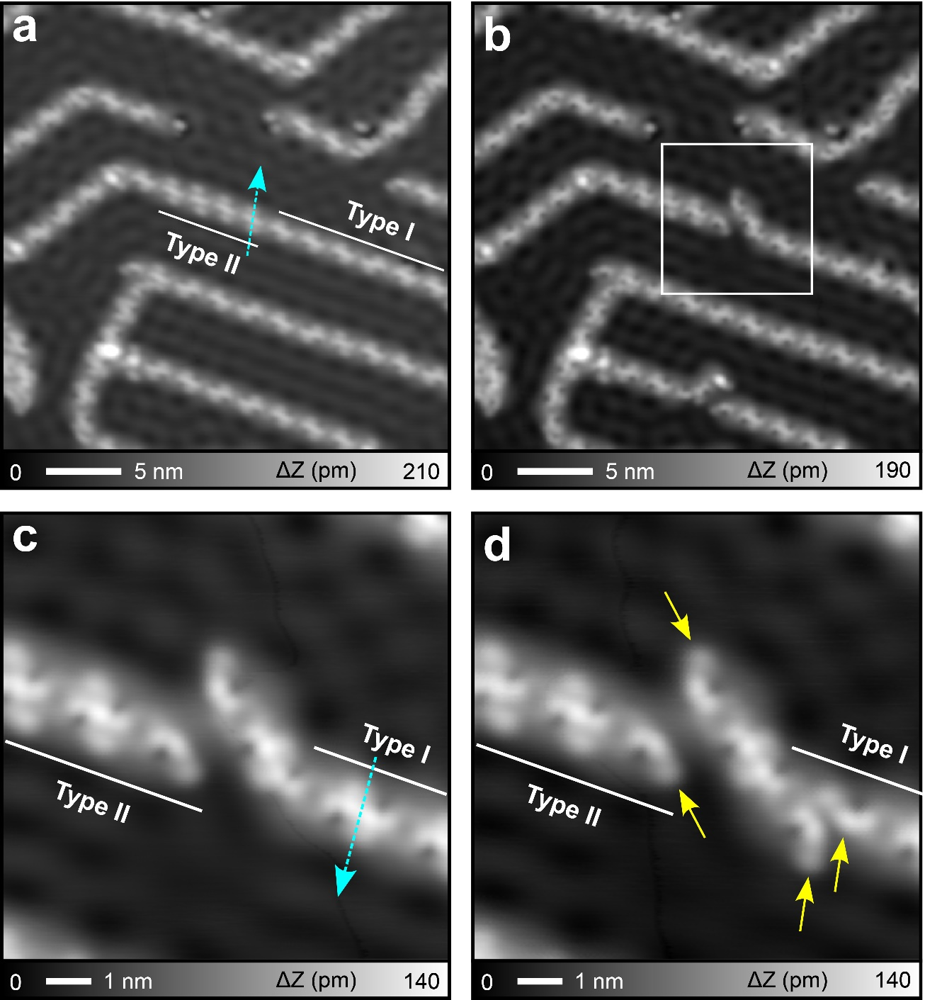 a
Type I
Type II
0 5 nm ΔZ (pm) 210
b
0 5 nm ΔZ (pm) 190
c
Type I
Type II
0 1 nm ΔZ (pm) 140
d
Type I
Type II
0 1 nm ΔZ (pm) 140